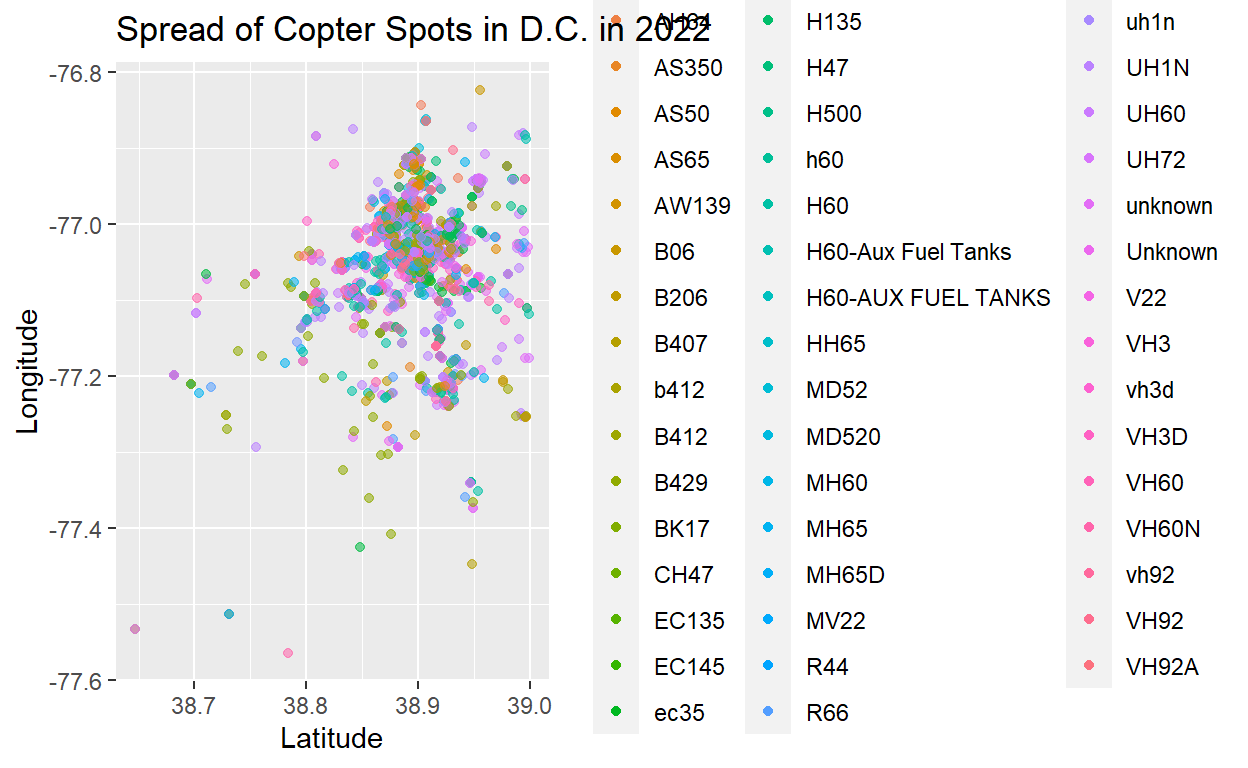 Spread of Copter Spots in D.C. in 2022
Longitude
-76.8
-77.0
-77.2
-77.4
-77.6
38.7
38.8
38.9
39.0
Latitude
AH64
AS350
AS50
AS65
AW139
B06
B206
B407
b412
B412
B429
BK17
CH47
EC135
EC145
ec35
H135
H47
H500
h60
H60
H60-Aux Fuel Tanks
H60-AUX FUEL TANKS
HH65
MD52
MD520
MH60
MH65
MH65D
MV22
R44
R66
uh1n
UH1N
UH60
UH72
unknown
Unknown
V22
VH3
vh3d
VH3D
VH60
VH60N
vh92
VH92
VH92A